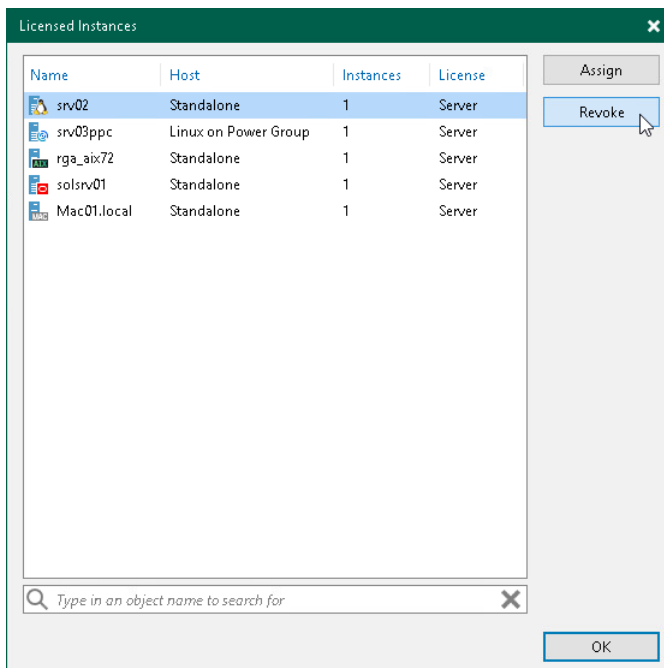 Licensed Instances
Name Host Instances License
srv02 Standalone 1 Server
srv03ppc Linux on Power Group 1 Server
AIX rga_aix72 Standalone 1 Server
solsrv01 Standalone 1 Server
MAC Mac01.local Standalone 1 Server
Type in an object name to search for
Assign
Revoke
OK